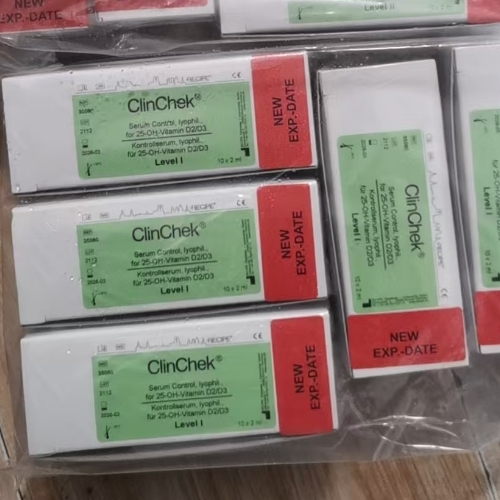 NEW
EXP.-DATE
Level I
RECIPE
ClinChek®
Serum Control, lyophil.,
for 25-OH-Vitamin D2/D3
Kontrollserum, lyophil.,
für 25-OH-Vitamin D2/D3
Level I 10 x 2 ml
NEW
EXP.-DATE
RECIPE
ClinChek®
Serum Control, lyophil.,
for 25-OH-Vitamin D2/D3
Kontrollserum, lyophil.,
für 25-OH-Vitamin D2/D3
Level I 10 x 2 ml
NEW
EXP.-DATE
RECIPE
ClinChek®
Serum Control, lyophil.,
for 25-OH-Vitamin D2/D3
Kontrollserum, lyophil.,
für 25-OH-Vitamin D2/D3
Level I 10 x 2 ml
NEW
EXP.-DATE
ClinChek®
Serum Control, lyophil.,
for 25-OH-Vitamin D2/D3
Kontrollserum, lyophil.,
für 25-OH-Vitamin D2/D3
Level I
10 x 2 ml
NEW
EXP.-DATE